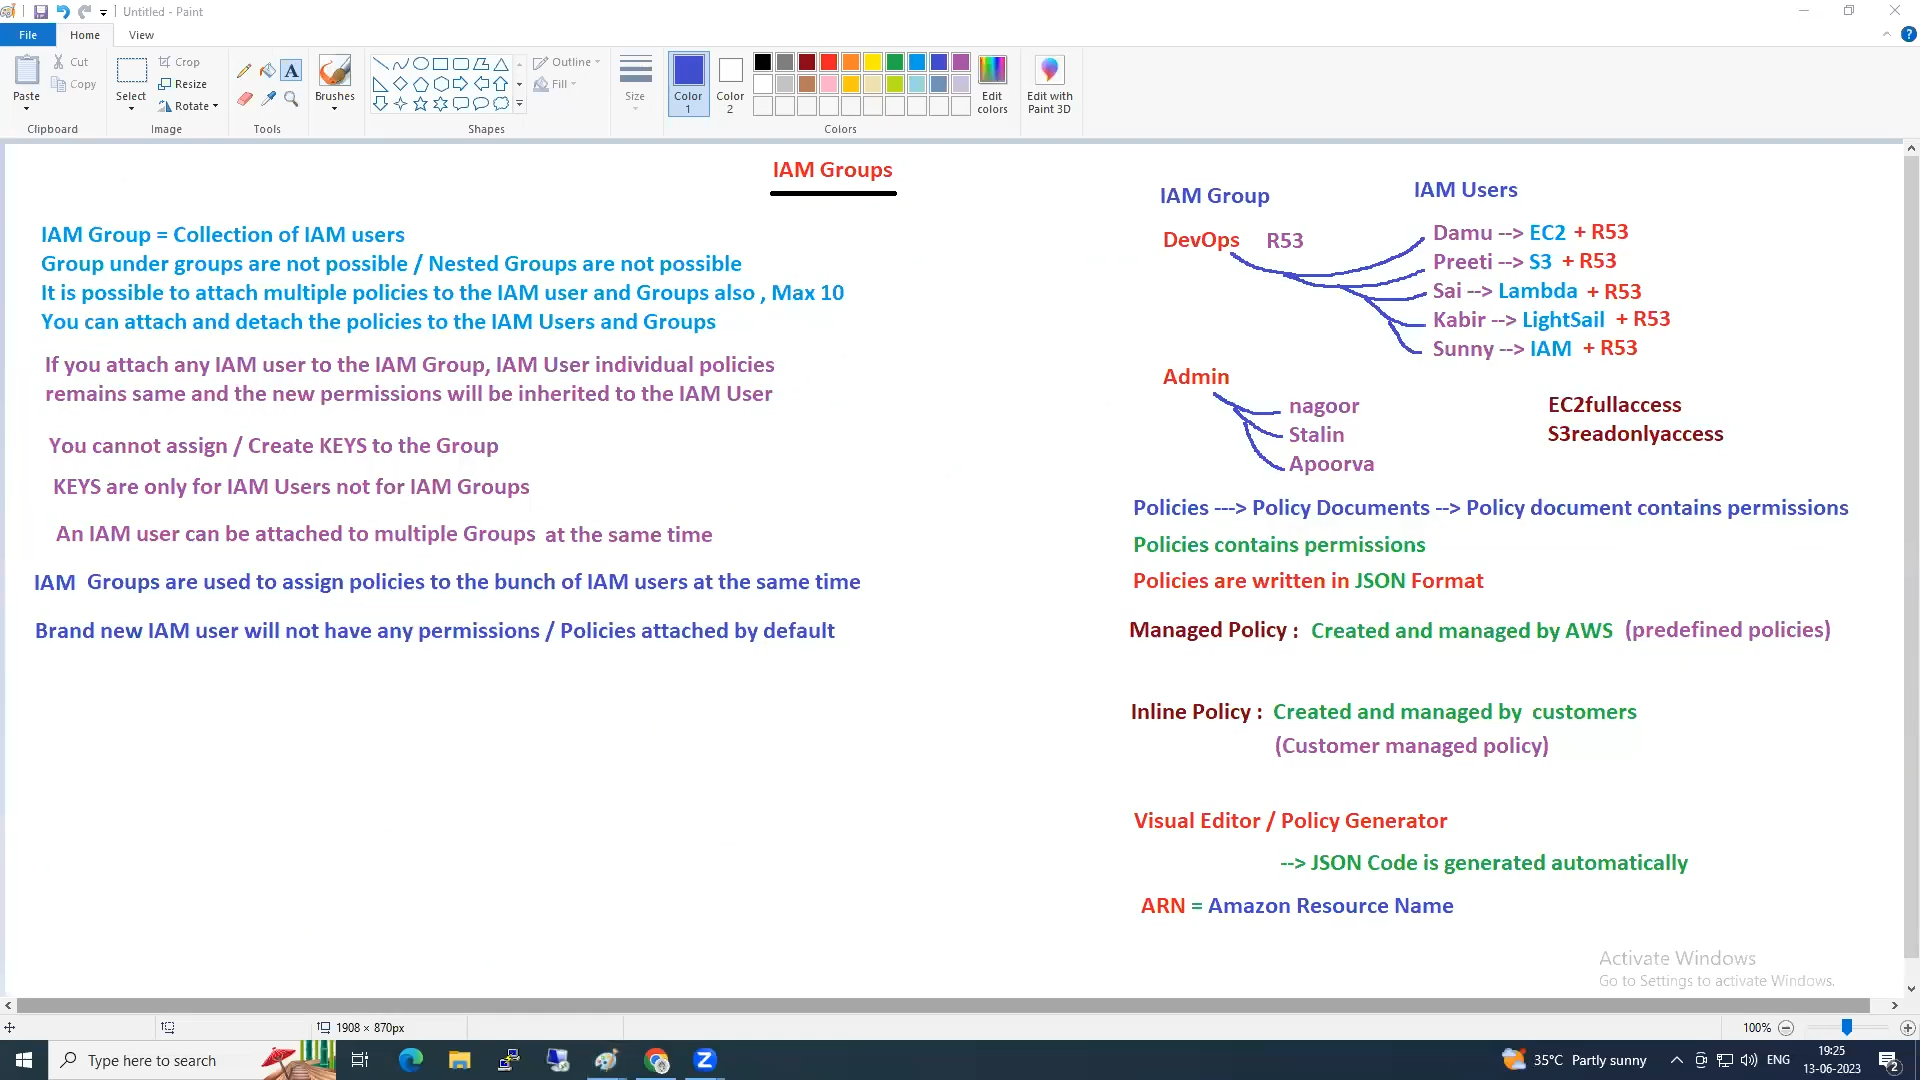 Untitled - Paint
File
Home
View
Paste
Cut
Copy
Clipboard
Select
Crop
Resize
Rotate
Image
Tools
Brushes
Shapes
Outline
Fill
Size
Color 1
Color 2
Colors
Edit colors
Edit with Paint 3D
IAM Groups
IAM Group = Collection of IAM users
Group under groups are not possible / Nested Groups are not possible
It is possible to attach multiple policies to the IAM user and Groups also , Max 10
You can attach and detach the policies to the IAM Users and Groups
If you attach any IAM user to the IAM Group, IAM User individual policies
remains same and the new permissions will be inherited to the IAM User
You cannot assign / Create KEYS to the Group
KEYS are only for IAM Users not for IAM Groups
An IAM user can be attached to multiple Groups at the same time
IAM Groups are used to assign policies to the bunch of IAM users at the same time
Brand new IAM user will not have any permissions / Policies attached by default
IAM Group
IAM Users
DevOps R53
Damu --> EC2 + R53
Preeti --> S3 + R53
Sai --> Lambda + R53
Kabir --> LightSail + R53
Sunny --> IAM + R53
Admin
nagoor
Stalin
Apoorva
EC2fullaccess
S3readonlyaccess
Policies ---> Policy Documents --> Policy document contains permissions
Policies contains permissions
Policies are written in JSON Format
Managed Policy : Created and managed by AWS (predefined policies)
Inline Policy : Created and managed by customers
(Customer managed policy)
Visual Editor / Policy Generator
--> JSON Code is generated automatically
ARN = Amazon Resource Name
Activate Windows
Go to Settings to activate Windows.
1908 × 870px
100%
Type here to search
35°C Partly sunny
ENG
19:25
13-06-2023
2